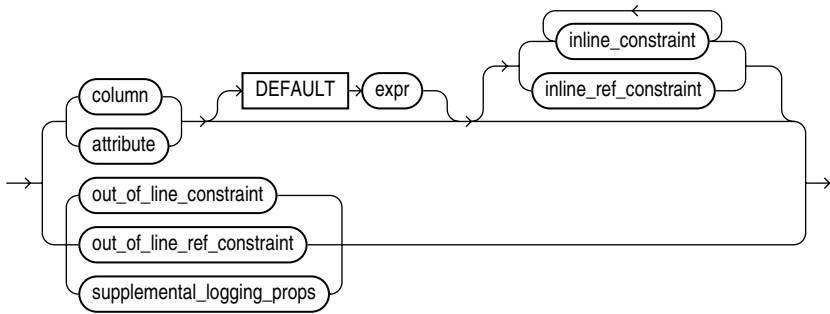 inline_constraint
inline_ref_constraint
column
attribute
DEFAULT
expr
out_of_line_constraint
out_of_line_ref_constraint
supplemental_logging_props